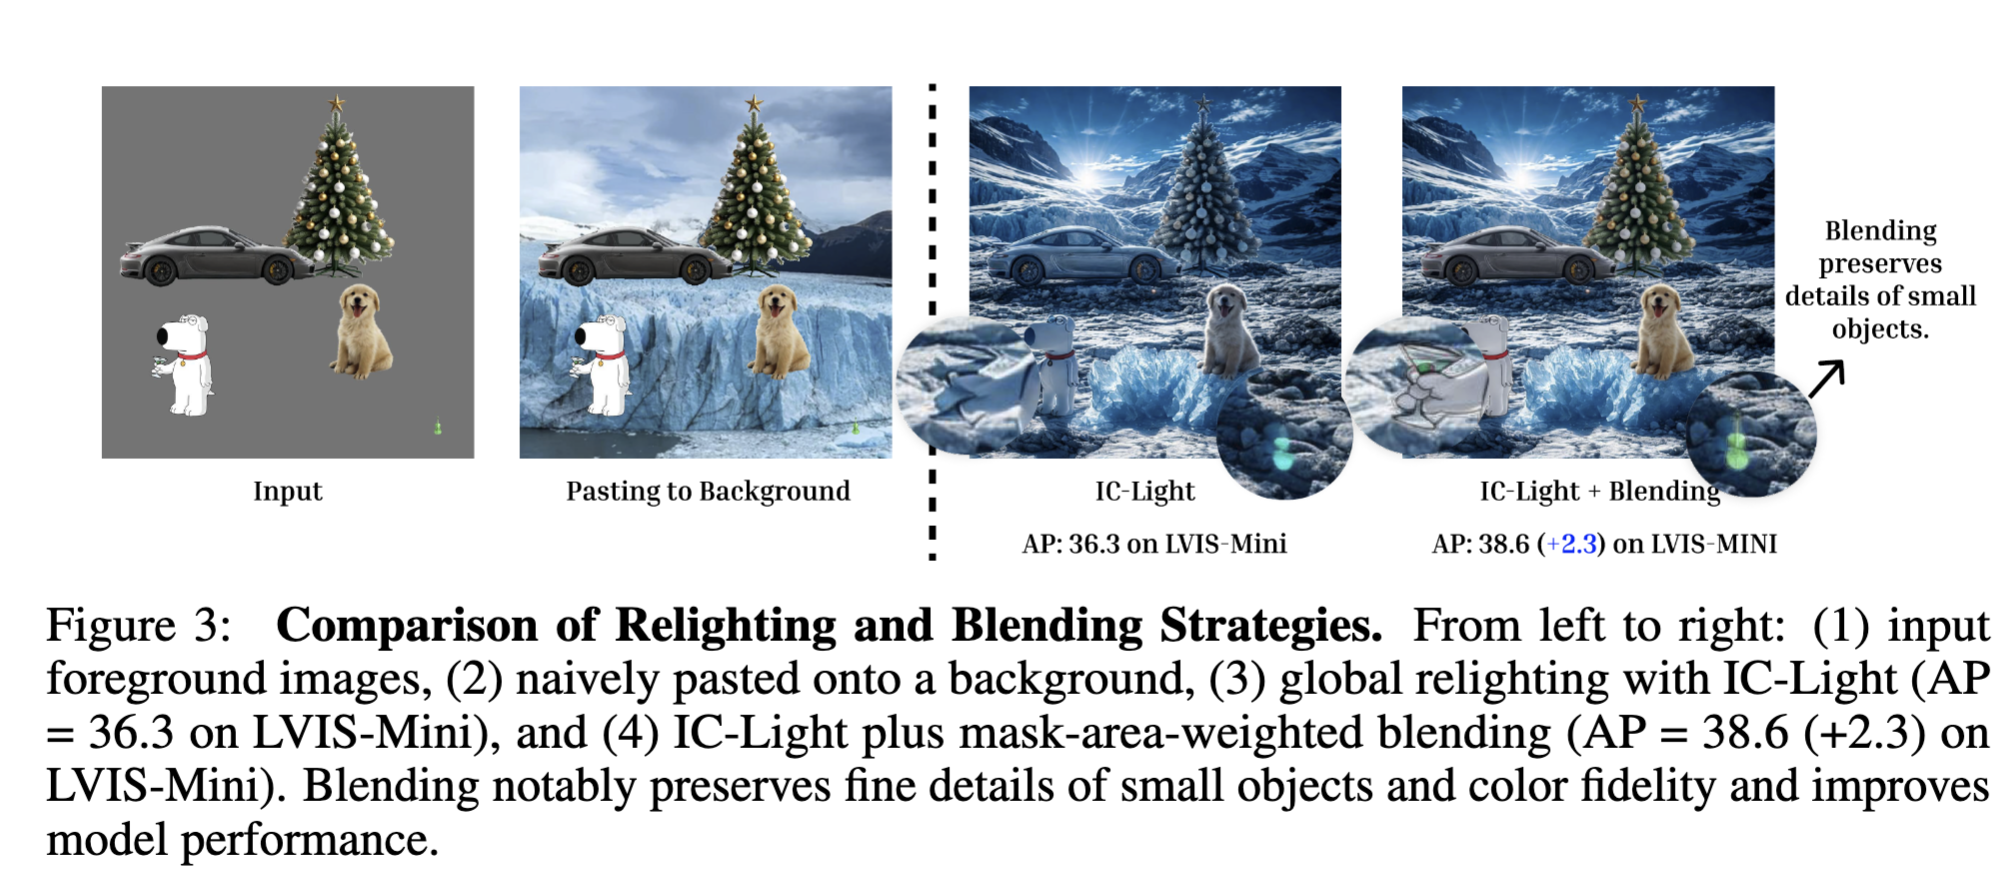 Blending
preserves
details of small
objects.
Input
Pasting to Background
IC-Light
IC-Light + Blending
AP: 36.3 on LVIS-Mini
AP: 38.6 (+2.3) on LVIS-MINI
Figure 3: Comparison of Relighting and Blending Strategies. From left to right: (1) input
foreground images, (2) naively pasted onto a background, (3) global relighting with IC-Light (AP
= 36.3 on LVIS-Mini), and (4) IC-Light plus mask-area-weighted blending (AP = 38.6 (+2.3) on
LVIS-Mini). Blending notably preserves fine details of small objects and color fidelity and improves
model performance.